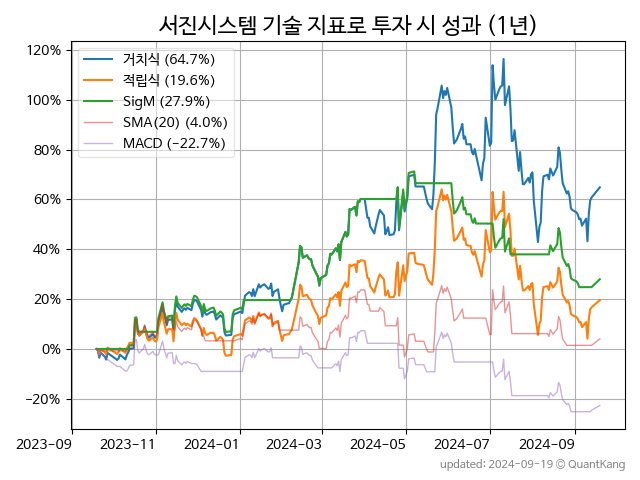 서진시스템 기술 지표로 투자 시 성과 (1년)
거치식 (64.7%)
적립식 (19.6%)
SigM (27.9%)
SMA(20) (4.0%)
MACD (−22.7%)
120%
100%
80%
60%
40%
20%
0%
−20%
2023-09 2023-11 2024-01 2024-03 2024-05 2024-07 2024-09
updated: 2024-09-19 © QuantKang